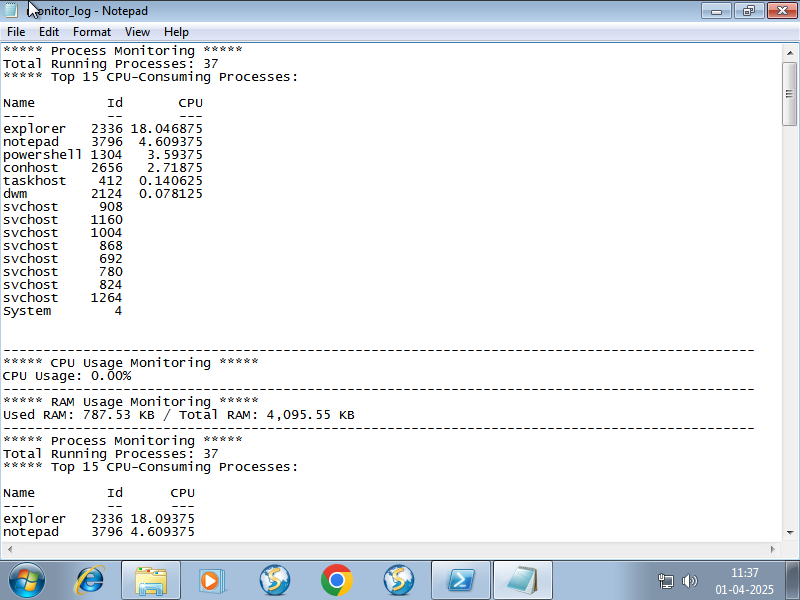 monitor_log - Notepad
File Edit Format View Help
***** Process Monitoring *****
Total Running Processes: 37
***** Top 15 CPU-Consuming Processes:
Name Id CPU
---- -- ---
explorer 2336 18.046875
notepad 3796 4.609375
powershell 1304 3.59375
conhost 2656 2.71875
taskhost 412 0.140625
dwm 2124 0.078125
svchost 908
svchost 1160
svchost 1004
svchost 868
svchost 692
svchost 780
svchost 824
svchost 1264
System 4
----------------------------------------------------------------------------------------------
***** CPU Usage Monitoring *****
CPU Usage: 0.00%
----------------------------------------------------------------------------------------------
***** RAM Usage Monitoring *****
Used RAM: 787.53 KB / Total RAM: 4,095.55 KB
----------------------------------------------------------------------------------------------
***** Process Monitoring *****
Total Running Processes: 37
***** Top 15 CPU-Consuming Processes:
Name Id CPU
---- -- ---
explorer 2336 18.09375
notepad 3796 4.609375
11:37
01-04-2025